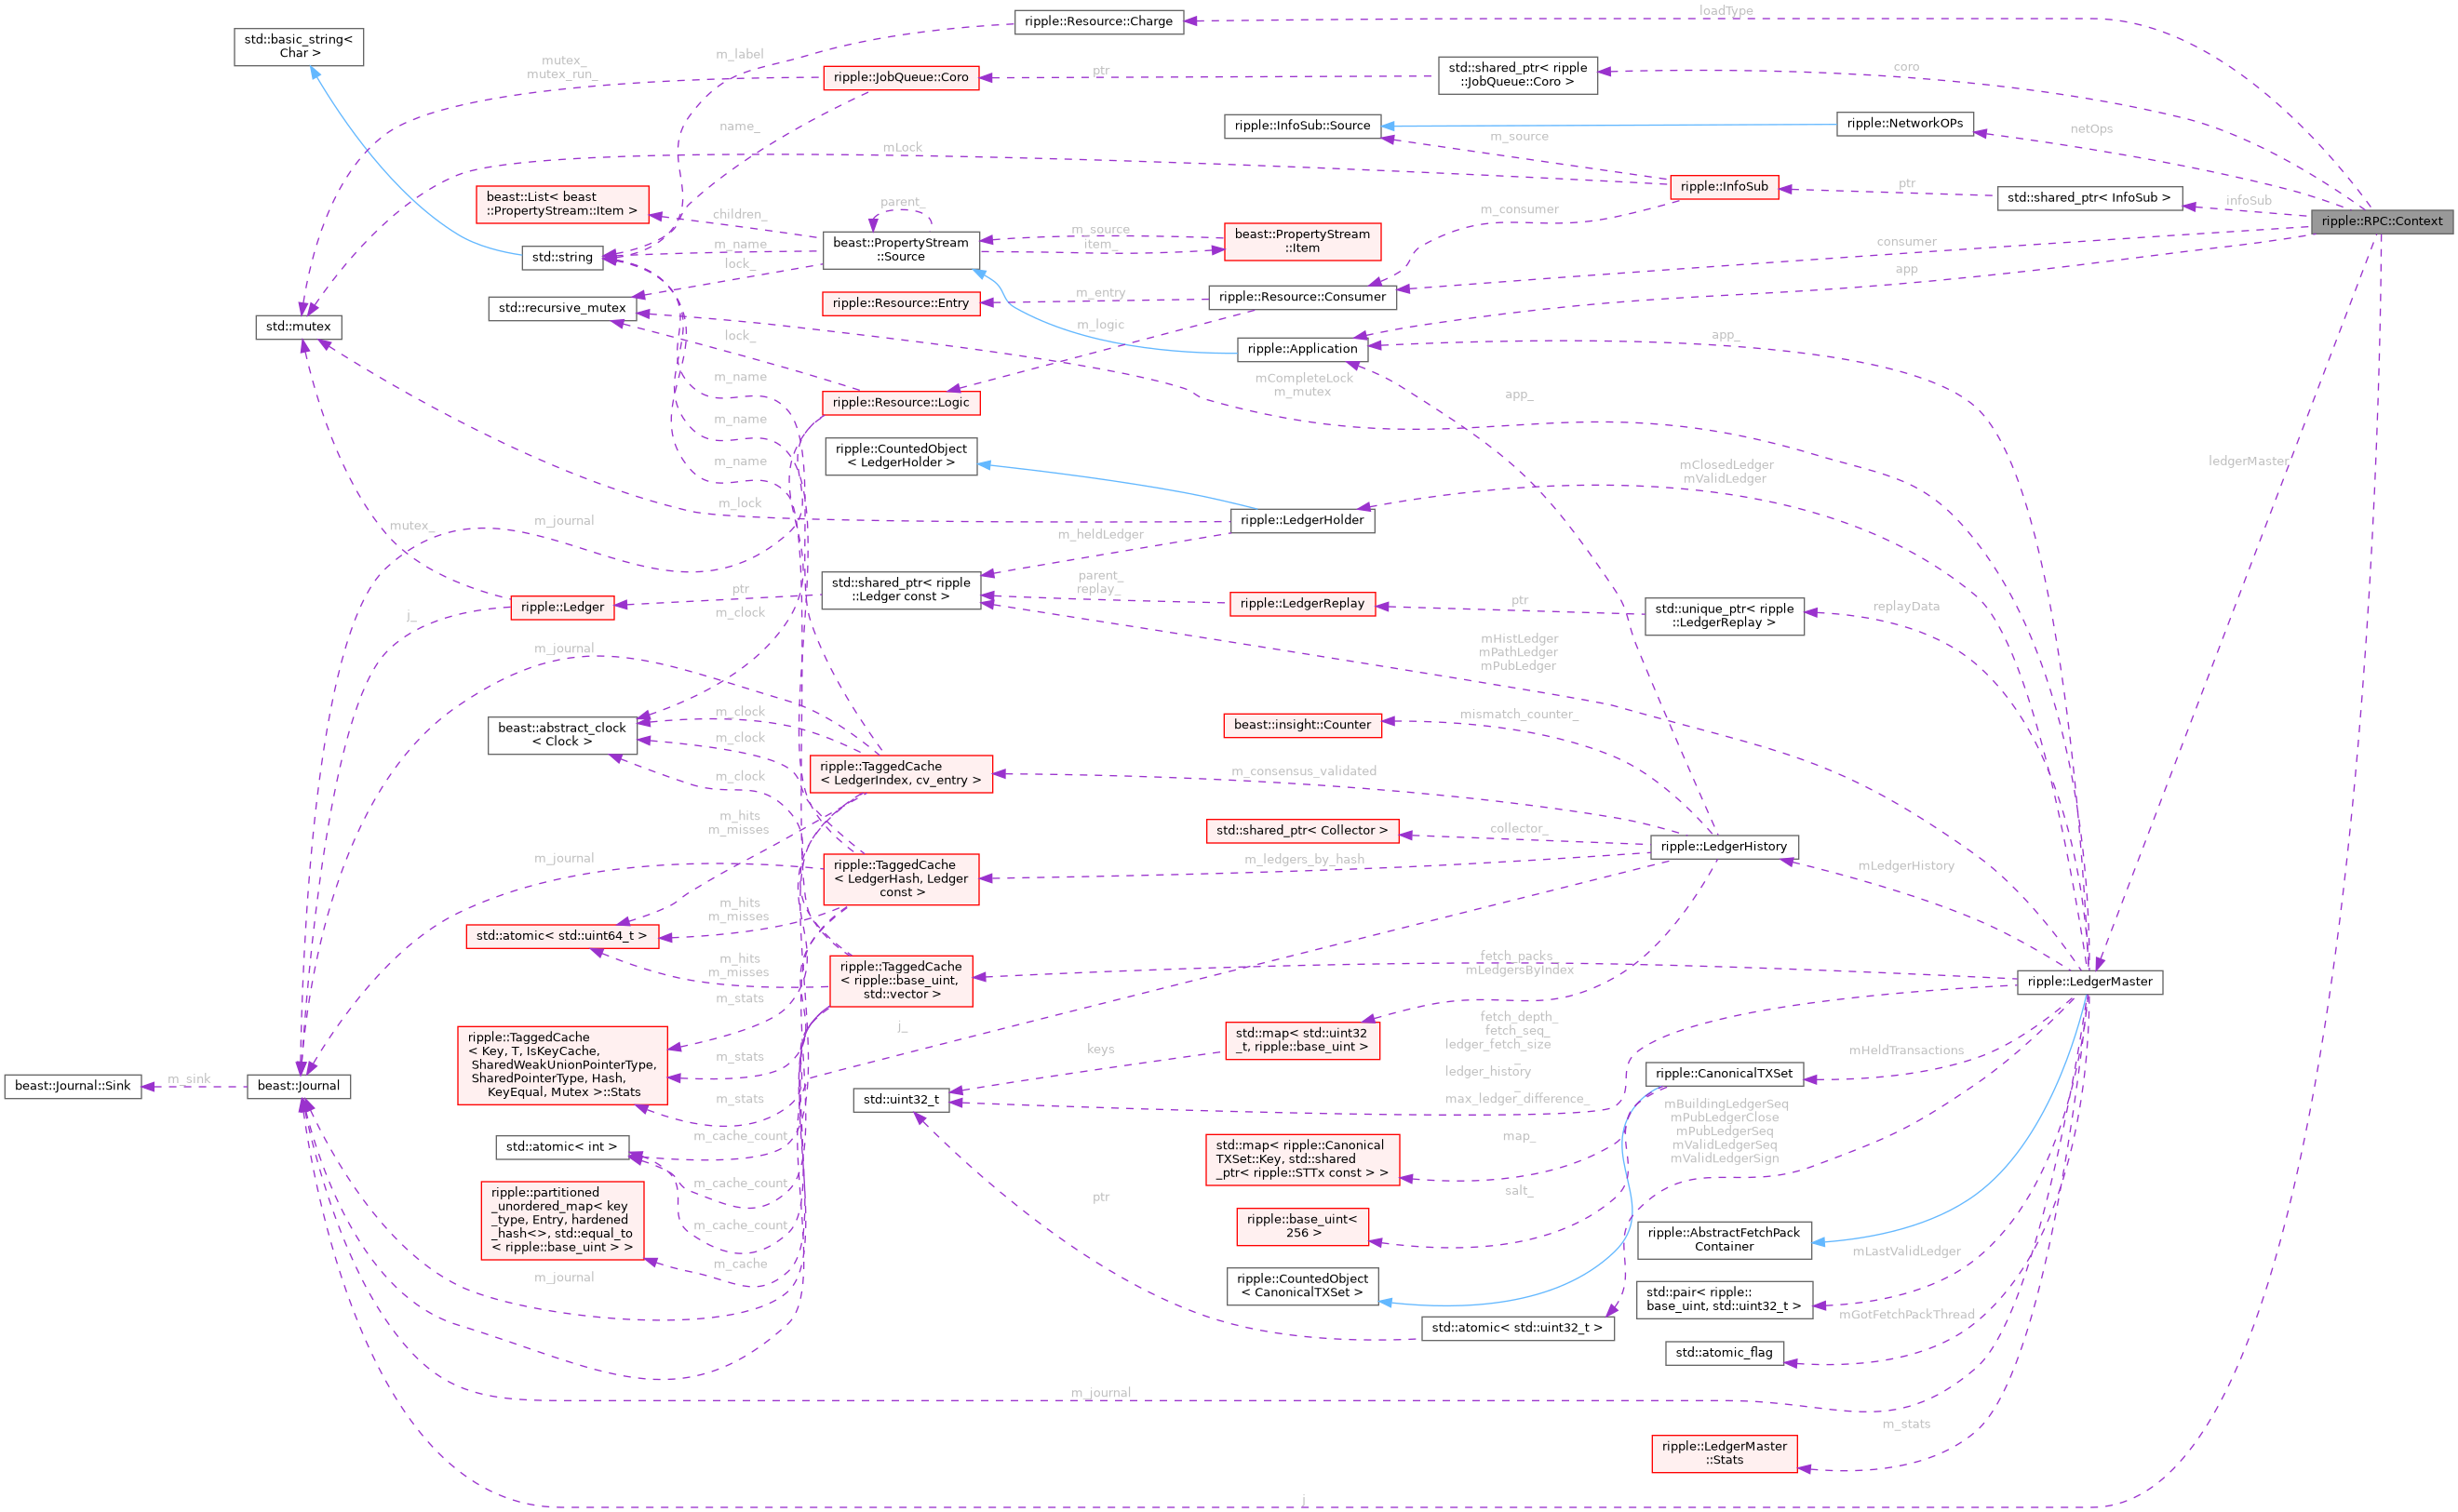 loadType
ripple::Resource::Charge
std::basic_string<
Char >
m_label
mutex_
mutex_run_
ripple::JobQueue::Coro
ptr
std::shared_ptr< ripple
::JobQueue::Coro >
coro
name_
ripple::InfoSub::Source
ripple::NetworkOPs
netOps
mLock
m_source
beast::List< beast
::PropertyStream::Item >
ripple::InfoSub
ptr
std::shared_ptr< InfoSub >
infoSub
ripple::RPC::Context
parent_
children_
m_consumer
m_name
beast::PropertyStream
::Source
m_source
item_
beast::PropertyStream
::Item
consumer
std::string
lock_
app
std::recursive_mutex
ripple::Resource::Entry
m_entry
ripple::Resource::Consumer
std::mutex
m_logic
lock_
ripple::Application
app_
m_name
mCompleteLock
m_mutex
app_
ripple::Resource::Logic
m_name
ripple::CountedObject
< LedgerHolder >
m_name
mClosedLedger
mValidLedger
ledgerMaster
m_lock
ripple::LedgerHolder
mutex_
m_journal
m_heldLedger
ptr
std::shared_ptr< ripple
::Ledger const >
parent_
replay_
ripple::LedgerReplay
ptr
std::unique_ptr< ripple
::LedgerReplay >
replayData
ripple::Ledger
j_
m_clock
m_journal
mHistLedger
mPathLedger
mPubLedger
beast::abstract_clock
< Clock >
m_clock
m_clock
beast::insight::Counter
mismatch_counter_
ripple::TaggedCache
< LedgerIndex, cv_entry >
m_consensus_validated
m_clock
m_hits
m_misses
std::shared_ptr< Collector >
collector_
ripple::LedgerHistory
m_journal
ripple::TaggedCache
< LedgerHash, Ledger
const >
m_ledgers_by_hash
mLedgerHistory
m_hits
m_misses
std::atomic< std::uint64_t >
m_hits
m_misses
ripple::TaggedCache
< ripple::base_uint,
std::vector >
fetch_packs
mLedgersByIndex
ripple::LedgerMaster
m_stats
j_
fetch_depth_
fetch_seq_
ledger_fetch_size
_
ledger_history
_
max_ledger_difference_
ripple::TaggedCache
< Key, T, IsKeyCache,
SharedWeakUnionPointerType,
SharedPointerType, Hash,
KeyEqual, Mutex >::Stats
m_stats
m_stats
keys
std::map< std::uint32
_t, ripple::base_uint >
mHeldTransactions
ripple::CanonicalTXSet
beast::Journal::Sink
m_sink
beast::Journal
std::uint32_t
mBuildingLedgerSeq
mPubLedgerClose
mPubLedgerSeq
mValidLedgerSeq
mValidLedgerSign
std::atomic< int >
m_cache_count
map_
std::map< ripple::Canonical
TXSet::Key, std::shared
_ptr< ripple::STTx const > >
m_cache_count
ptr
salt_
ripple::partitioned
_unordered_map< key
_type, Entry, hardened
_hash<>, std::equal_to
< ripple::base_uint > >
m_cache_count
ripple::base_uint<
256 >
ripple::AbstractFetchPack
Container
m_cache
m_journal
ripple::CountedObject
< CanonicalTXSet >
mLastValidLedger
std::pair< ripple::
base_uint, std::uint32_t >
std::atomic< std::uint32_t >
mGotFetchPackThread
std::atomic_flag
m_journal
m_stats
ripple::LedgerMaster
::Stats
j